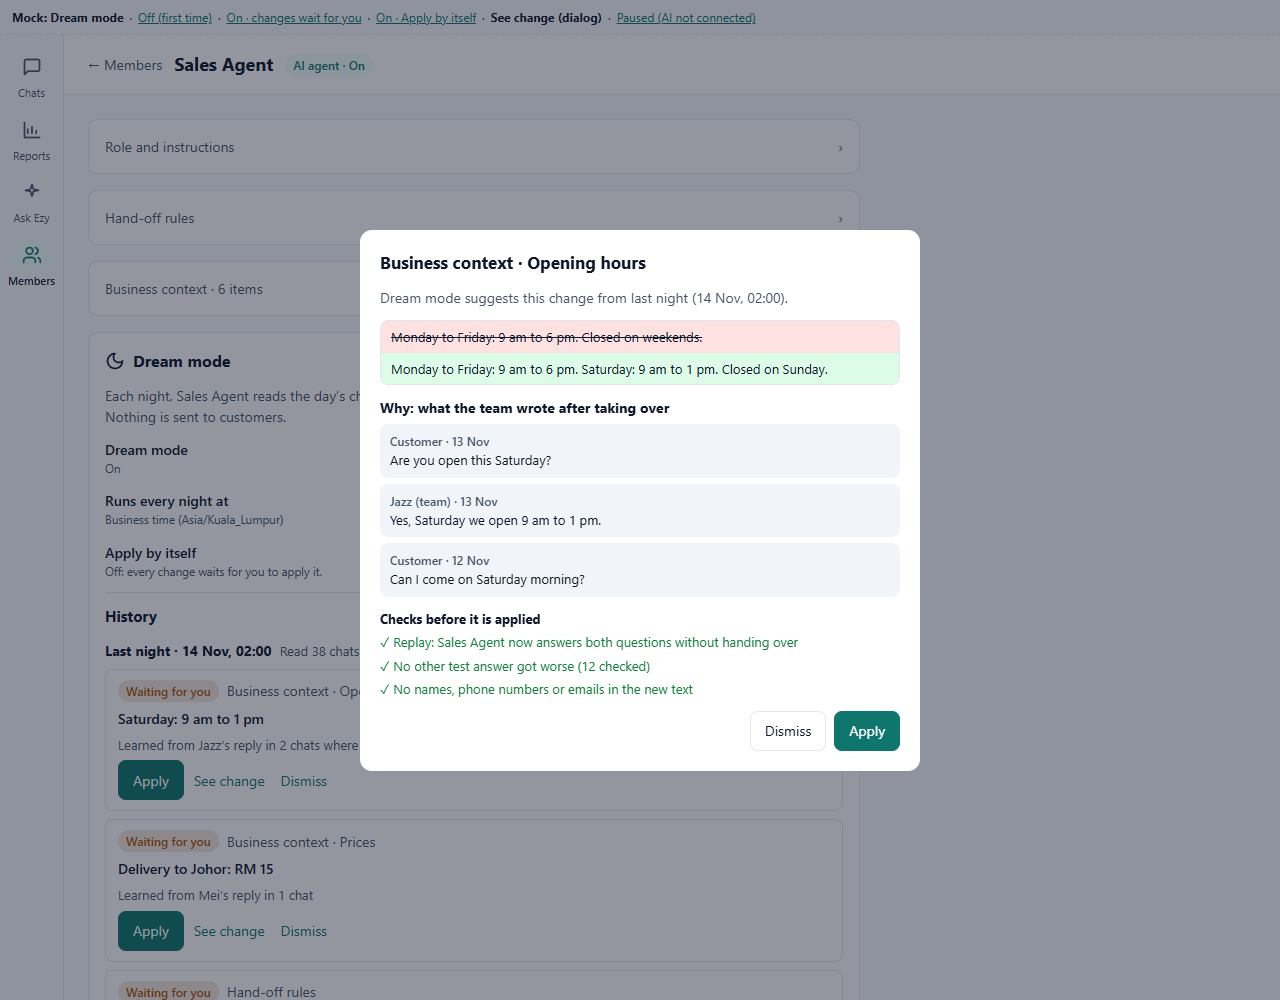 Mock: Dream mode · Off (first time) · On · changes wait for you · On · Apply by itself · See change (dialog) · Paused (AI not connected)
Chats
Reports
Ask Ezy
Members
← Members Sales Agent AI agent · On
Role and instructions ›
Hand-off rules ›
Business context · 6 items
Dream mode
Each night, Sales Agent reads the day's
Nothing is sent to customers.
Dream mode
On
Runs every night at
Business time (Asia/Kuala_Lumpur)
Apply by itself
Off: every change waits for you to apply it.
History
Last night · 14 Nov, 02:00 Read 38 chats
Waiting for you Business context ·
Saturday: 9 am to 1 pm
Learned from Jazz's reply in 2 chats where
Apply See change Dismiss
Waiting for you Business context · Prices
Delivery to Johor: RM 15
Learned from Mei's reply in 1 chat
Apply See change Dismiss
Waiting for you Hand-off rules
Business context · Opening hours
Dream mode suggests this change from last night (14 Nov, 02:00).
Monday to Friday: 9 am to 6 pm. Closed on weekends.
Monday to Friday: 9 am to 6 pm. Saturday: 9 am to 1 pm. Closed on Sunday.
Why: what the team wrote after taking over
Customer · 13 Nov
Are you open this Saturday?
Jazz (team) · 13 Nov
Yes, Saturday we open 9 am to 1 pm.
Customer · 12 Nov
Can I come on Saturday morning?
Checks before it is applied
✓ Replay: Sales Agent now answers both questions without handing over
✓ No other test answer got worse (12 checked)
✓ No names, phone numbers or emails in the new text
Dismiss Apply